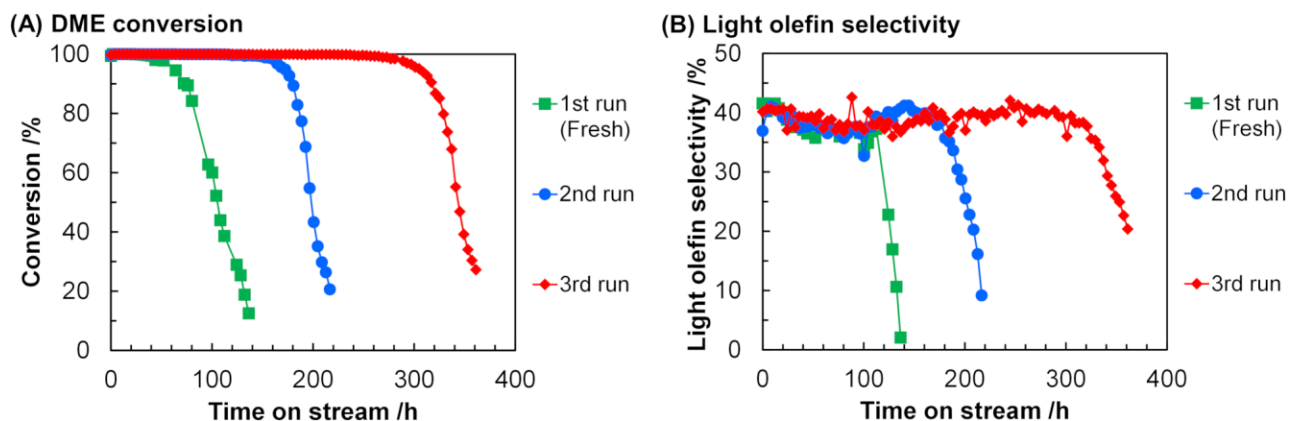 (A) DME conversion
Conversion /%
100
80
60
40
20
0
0 100 200 300 400
Time on stream /h
1st run
(Fresh)
2nd run
3rd run
(B) Light olefin selectivity
Light olefin selectivity /%
50
40
30
20
10
0
0 100 200 300 400
Time on stream /h
1st run
(Fresh)
2nd run
3rd run